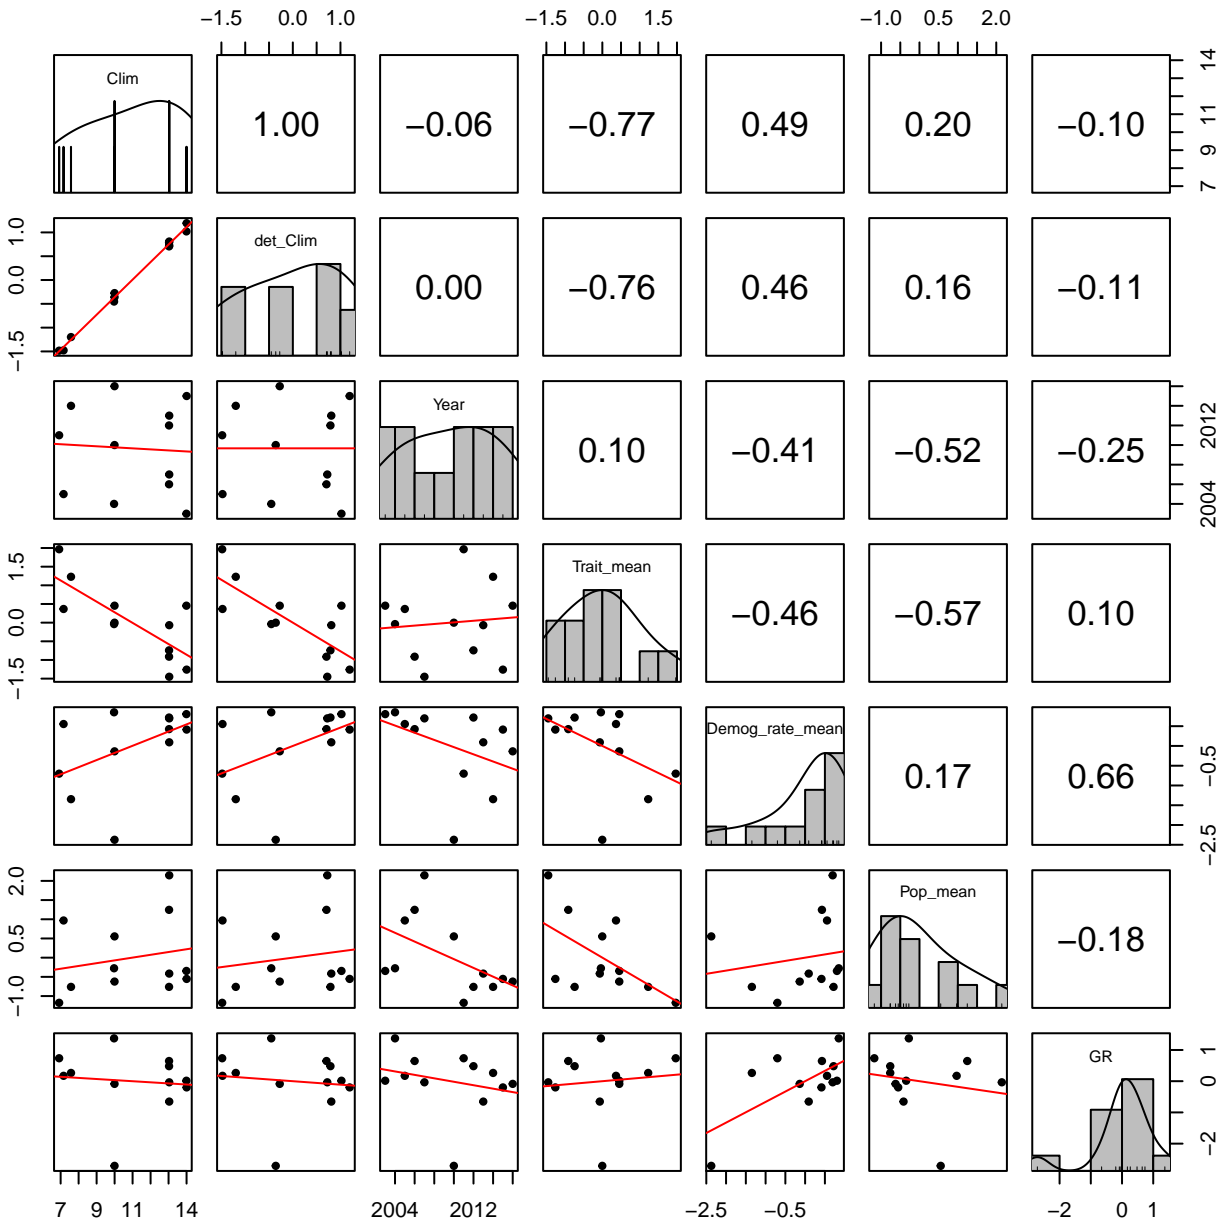 −1.5 0.0 1.0 −1.5 0.0 1.5 −1.0 0.5 2.0
Clim 1.00 −0.06 −0.77 0.49 0.20 −0.10 7 9 11 14
−1.5 0.0 1.0 det_Clim 0.00 −0.76 0.46 0.16 −0.11
Year 0.10 −0.41 −0.52 −0.25 2004 2012
−1.5 0.0 1.5 Trait_mean −0.46 −0.57 0.10
Demog_rate_mean 0.17 0.66 −2.5 −0.5
−1.0 0.5 2.0 Pop_mean −0.18
GR −2 0 1
7 9 11 14 2004 2012 −2.5 −0.5 −2 0 1